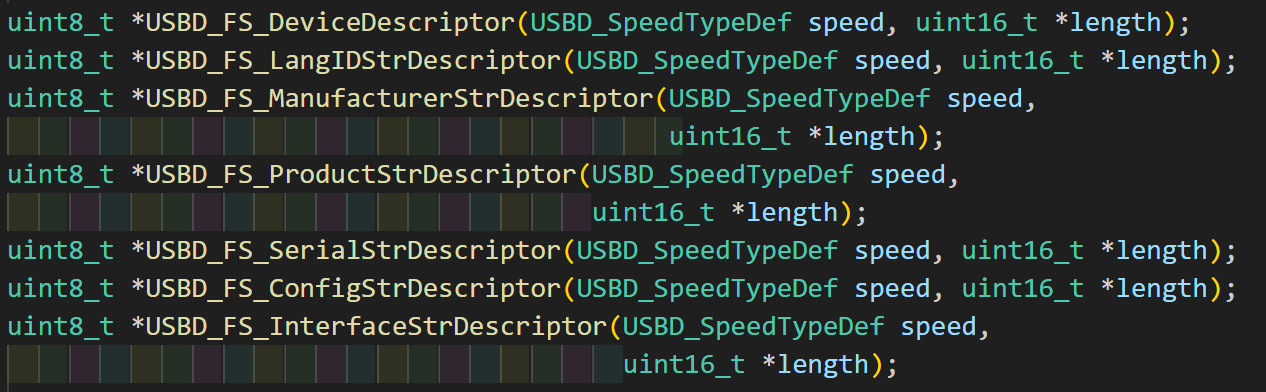 uint8_t *USBD_FS_DeviceDescriptor(USBD_SpeedTypeDef speed, uint16_t *length);
uint8_t *USBD_FS_LangIDStrDescriptor(USBD_SpeedTypeDef speed, uint16_t *length);
uint8_t *USBD_FS_ManufacturerStrDescriptor(USBD_SpeedTypeDef speed,
                                           uint16_t *length);
uint8_t *USBD_FS_ProductStrDescriptor(USBD_SpeedTypeDef speed,
                                      uint16_t *length);
uint8_t *USBD_FS_SerialStrDescriptor(USBD_SpeedTypeDef speed, uint16_t *length);
uint8_t *USBD_FS_ConfigStrDescriptor(USBD_SpeedTypeDef speed, uint16_t *length);
uint8_t *USBD_FS_InterfaceStrDescriptor(USBD_SpeedTypeDef speed,
                                        uint16_t *length);